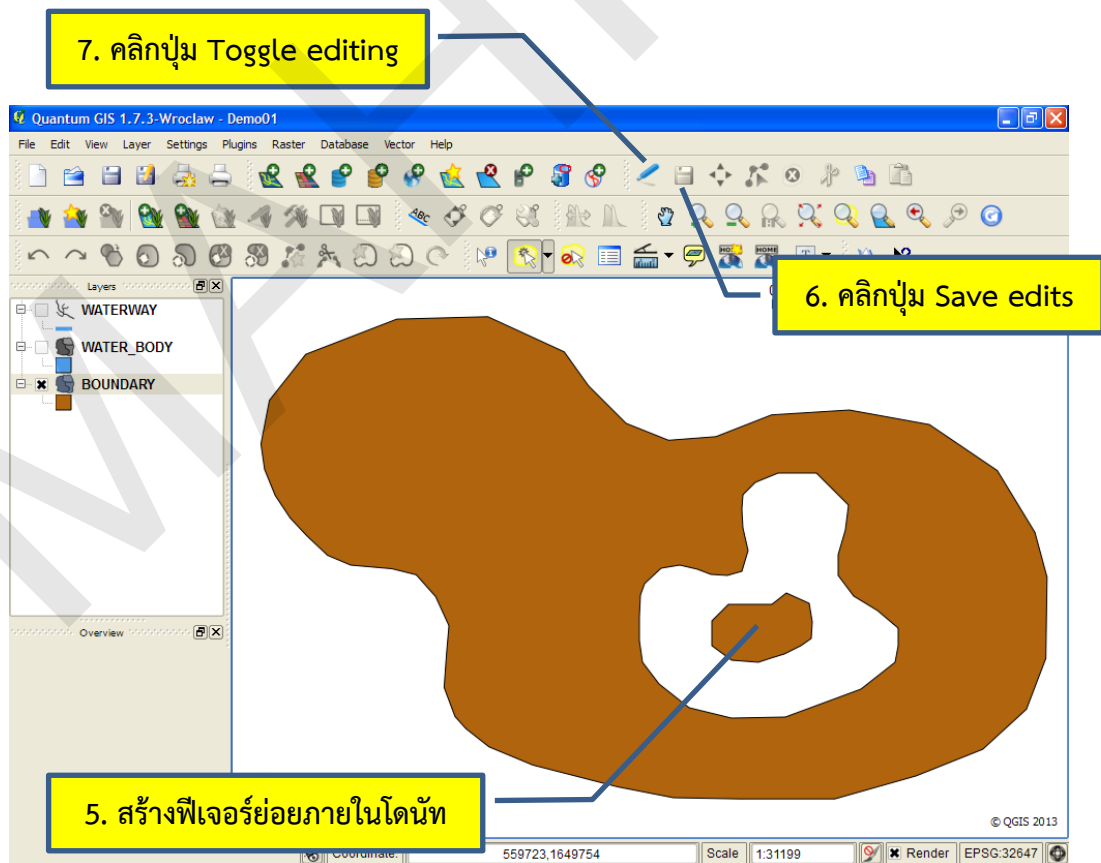 7. คลิกปุ่ม Toggle editing
Quantum GIS 1.7.3-Wroclaw - Demo01
File Edit View Layer Settings Plugins Raster Database Vector Help
ABC
HOME HOME
6. คลิกปุ่ม Save edits
Layers
WATERWAY
WATER_BODY
BOUNDARY
Overview
5. สร้างฟีเจอร์ย่อยภายในโดนัท
© QGIS 2013
Coordinate: 559723,1649754 Scale 1:31199 Render EPSG:32647